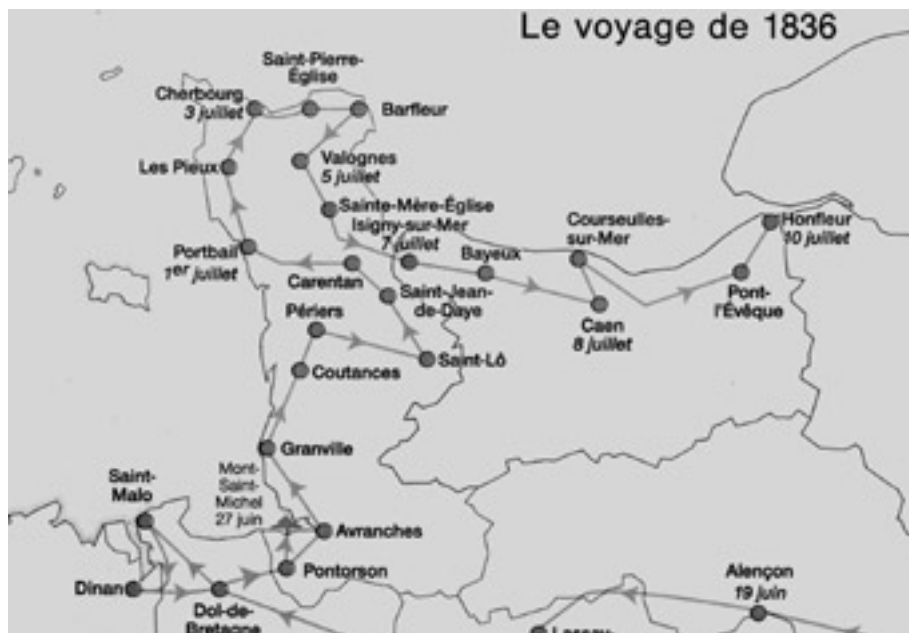 Le voyage de 1836
Saint-Pierre-
Église
Cherbourg
3 juillet
Barfleur
Les Pieux
Valognes
5 juillet
Sainte-Mère-Église
Isigny-sur-Mer
7 juillet
Courseulles-
sur-Mer
Honfleur
10 juillet
Portbail
1er juillet
Carentan
Bayeux
Saint-Jean-
de-Daye
Pont-
l'Évêque
Caen
8 juillet
Périers
Saint-Lô
Coutances
Granville
Mont-
Saint-
Michel
27 juin
Saint-
Malo
Avranches
Pontorson
Dinan
Dol-de-
Bretagne
Alençon
19 juin